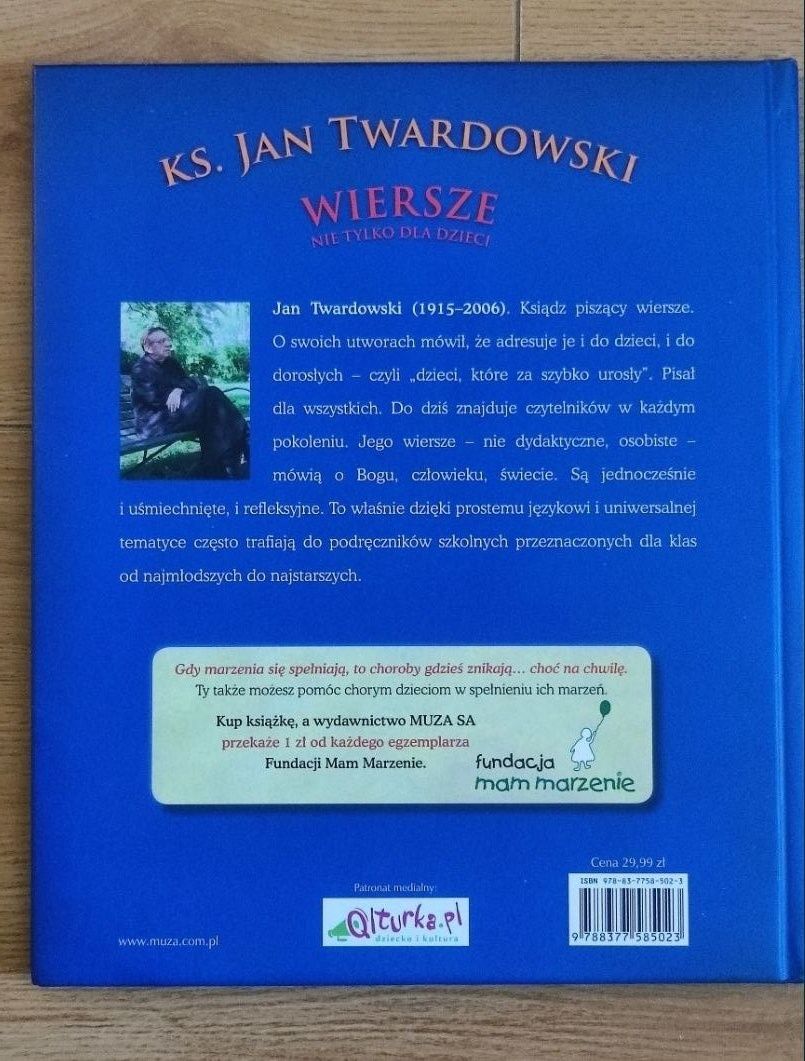 KS. JAN TWARDOWSKI
WIERSZE
NIE TYLKO DLA DZIECI
Jan Twardowski (1915–2006). Ksiądz piszący wiersze.
O swoich utworach mówił, że adresuje je i do dzieci, i do
dorosłych – czyli „dzieci, które za szybko urosły”. Pisał
dla wszystkich. Do dziś znajduje czytelników w każdym
pokoleniu. Jego wiersze – nie dydaktyczne, osobiste –
mówią o Bogu, człowieku, świecie. Są jednocześnie
i uśmiechnięte, i refleksyjne. To właśnie dzięki prostemu językowi i uniwersalnej
tematyce często trafiają do podręczników szkolnych przeznaczonych dla klas
od najmłodszych do najstarszych.
Gdy marzenia się spełniają, to choroby gdzieś znikają... choć na chwilę.
Ty także możesz pomóc chorym dzieciom w spełnieniu ich marzeń.
Kup książkę, a wydawnictwo MUZA SA
przekaże 1 zł od każdego egzemplarza
Fundacji Mam Marzenie.
fundacja
mam marzenie
Cena 29,99 zł
ISBN 978-83-7758-502-3
9 788377 585023
Patronat medialny:
Qlturka.pl
dziecko i kultura
www.muza.com.pl